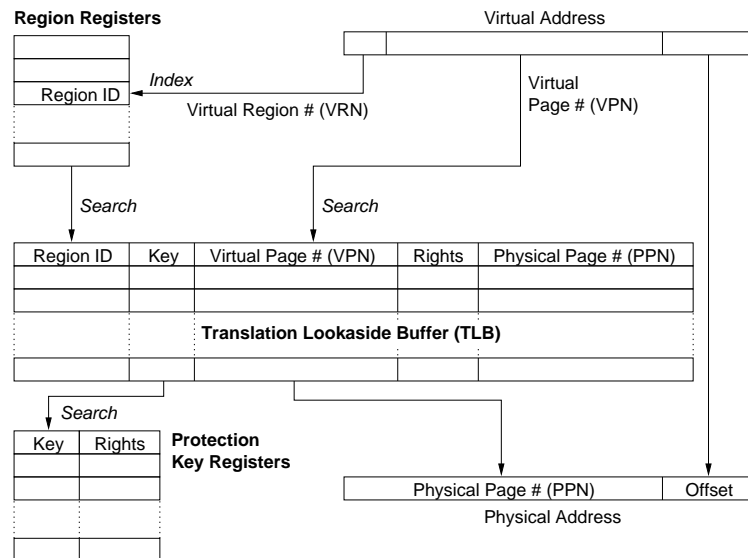 Region Registers
Virtual Address
Index
Region ID
Virtual Region # (VRN)
Virtual
Page # (VPN)
Search
Search
Region ID Key Virtual Page # (VPN) Rights Physical Page # (PPN)
Translation Lookaside Buffer (TLB)
Search
Key Rights
Protection
Key Registers
Physical Page # (PPN) Offset
Physical Address